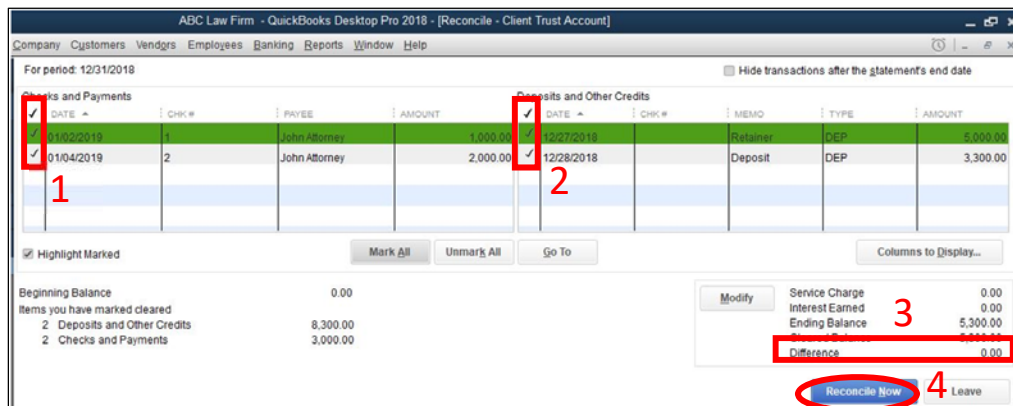 ABC Law Firm - QuickBooks Desktop Pro 2018 - [Reconcile - Client Trust Account]
Company Customers Vendors Employees Banking Reports Window Help
For period: 12/31/2018
Hide transactions after the statement's end date
Checks and Payments
✓ DATE CHK # PAYEE AMOUNT
✓ 01/02/2019 1 John Attorney 1,000.00
✓ 01/04/2019 2 John Attorney 2,000.00
1
Deposits and Other Credits
✓ DATE CHK # MEMO TYPE AMOUNT
✓ 12/27/2018 Retainer DEP 5,000.00
✓ 12/28/2018 Deposit DEP 3,300.00
2
Highlight Marked
Mark All Unmark All Go To Columns to Display...
Beginning Balance 0.00
Items you have marked cleared
2 Deposits and Other Credits 8,300.00
2 Checks and Payments 3,000.00
Modify
Service Charge 0.00
Interest Earned 0.00
Ending Balance 5,300.00
3
Cleared Balance 5,300.00
Difference 0.00
Reconcile Now 4 Leave